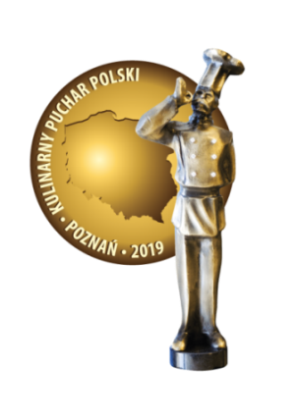 KULINARNY PUCHAR POLSKI
• POZNAŃ • 2019